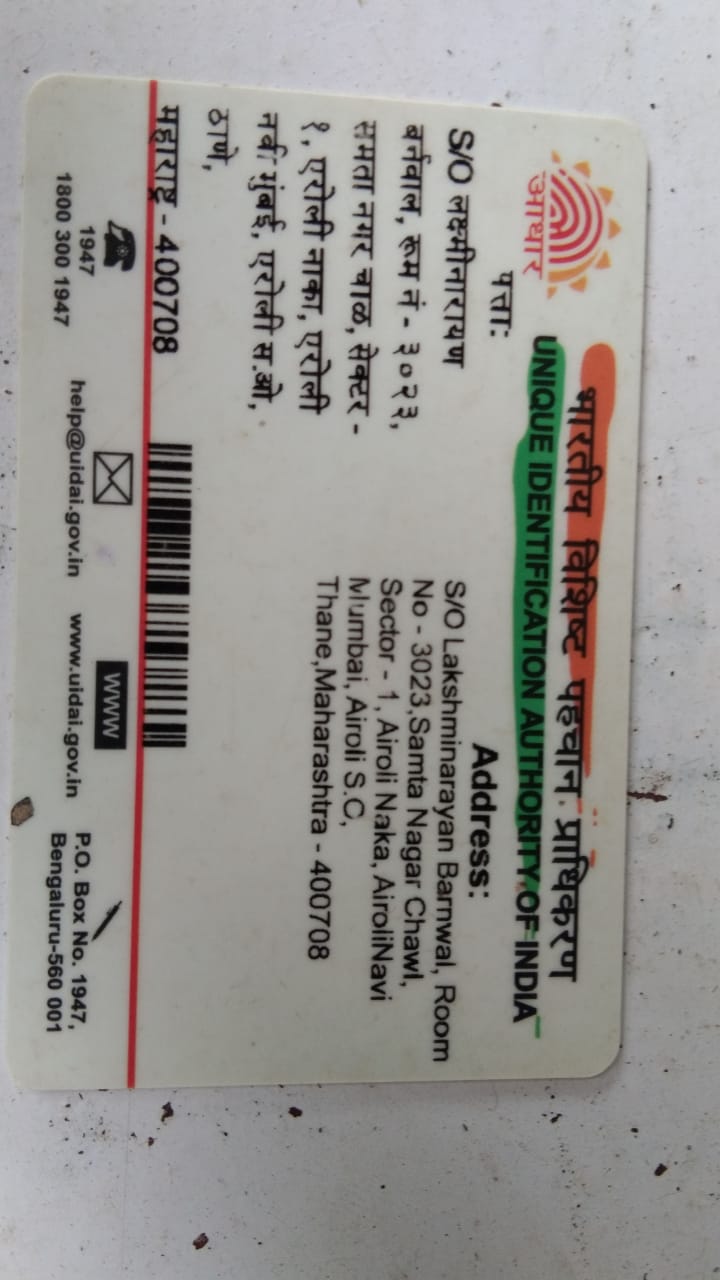 आधार
भारतीय विशिष्ट पहचान प्राधिकरण
UNIQUE IDENTIFICATION AUTHORITY OF INDIA
पत्ता:
S/O लक्ष्मीनारायण
बर्नवाल, रूम नं - ३०२३,
समता नगर चाळ, सेक्टर -
१, एरोली नाका, एरोली
नवी मुंबई, एरोली स.ओ,
ठाणे,
महाराष्ट्र - 400708
Address:
S/O Lakshminarayan Barnwal, Room
No - 3023,Samta Nagar Chawl,
Sector - 1, Airoli Naka, AiroliNavi
Mumbai, Airoli S.C,
Thane,Maharashtra - 400708
1947
1800 300 1947
help@uidai.gov.in
WWW
www.uidai.gov.in
P.O. Box No. 1947,
Bengaluru-560 001